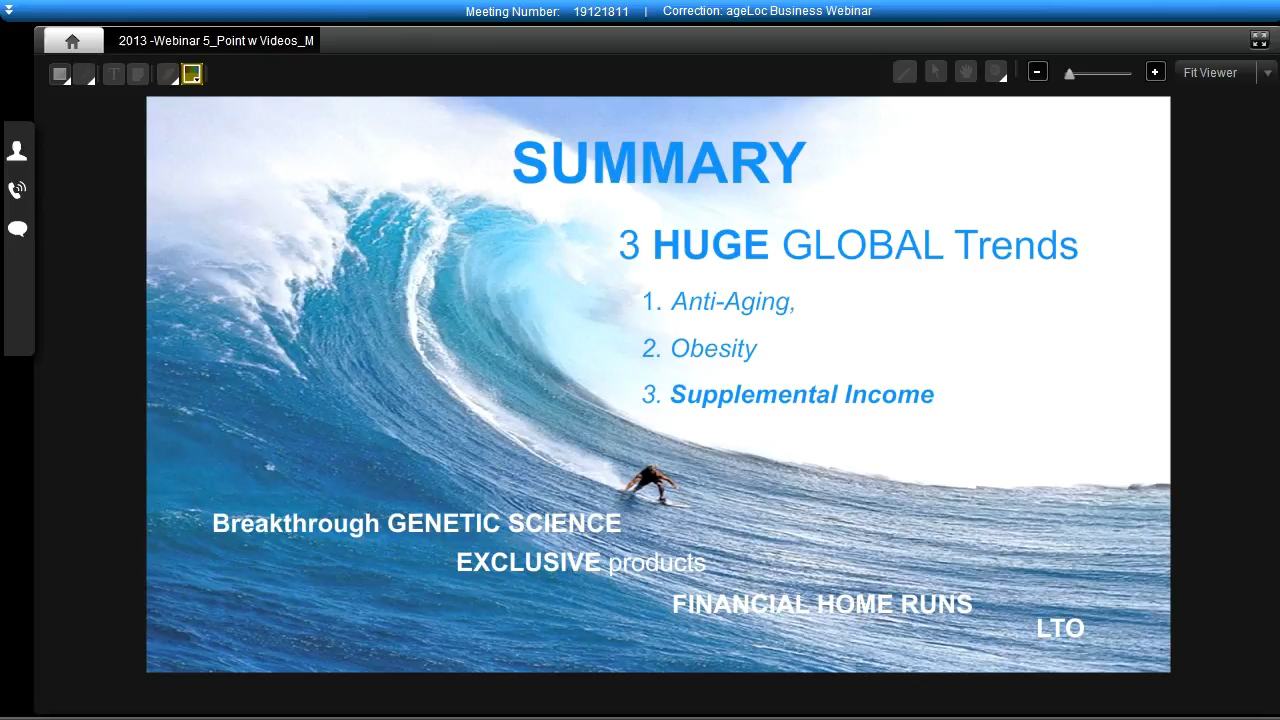 Meeting Number: 19121811 | Correction: ageLoc Business Webinar
2013 -Webinar 5_Point w Videos_M
T
Fit Viewer
SUMMARY
3 HUGE GLOBAL Trends
1. Anti-Aging,
2. Obesity
3. Supplemental Income
Breakthrough GENETIC SCIENCE
EXCLUSIVE products
FINANCIAL HOME RUNS
LTO